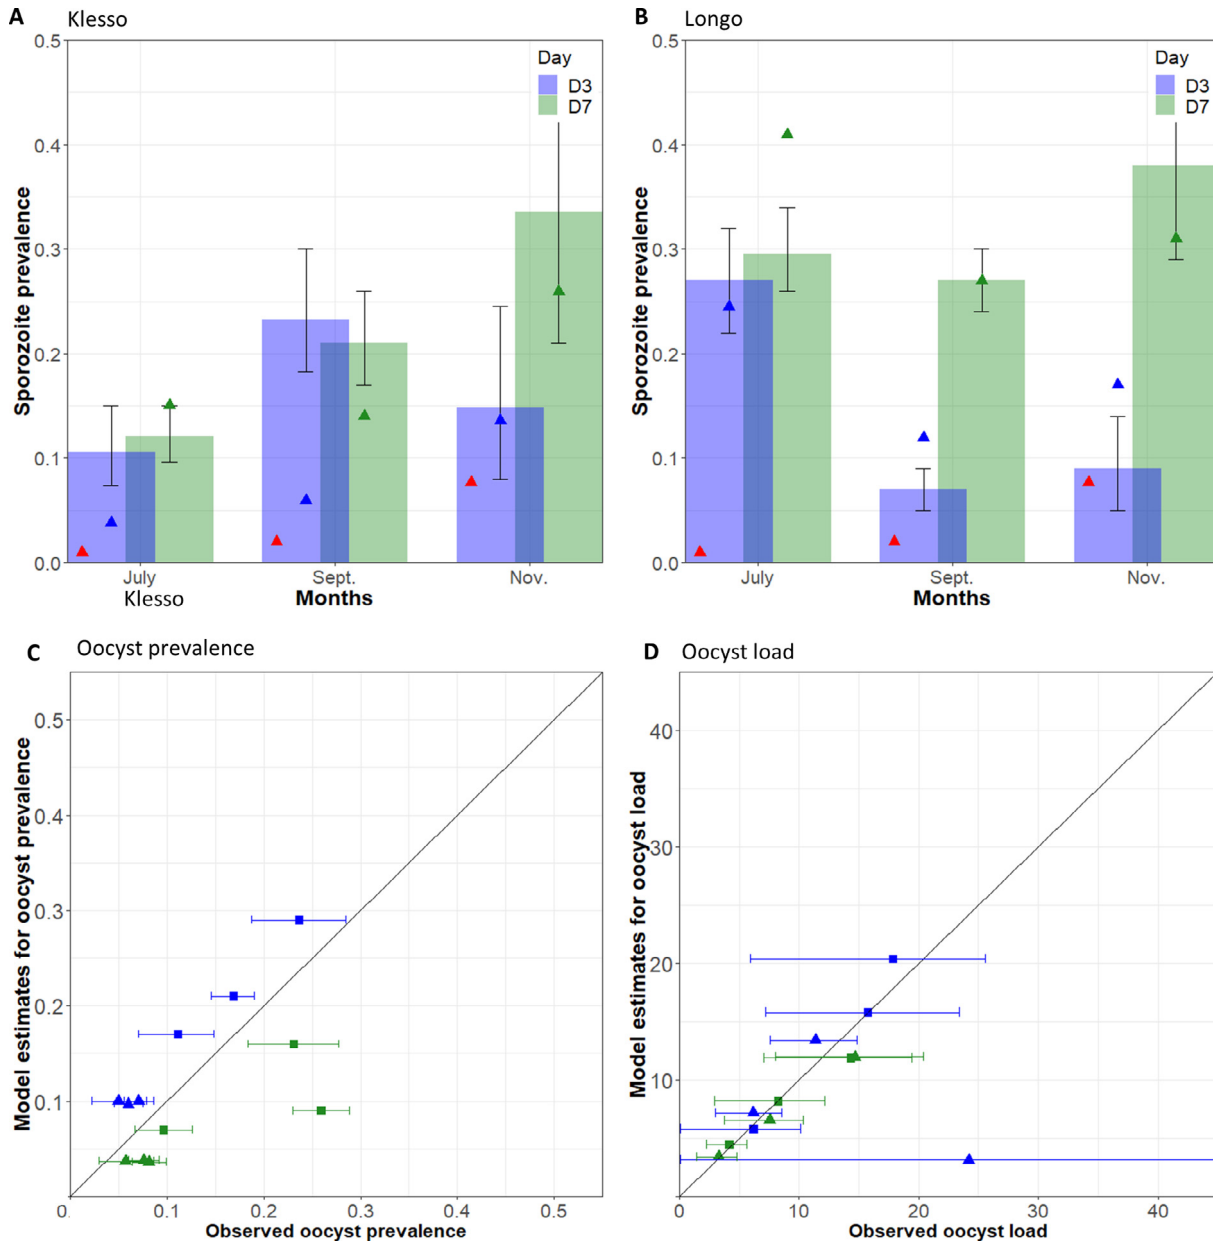 A Klesso
Sporozoite prevalence
0.5
0.4
0.3
0.2
0.1
0.0
Day
D3
D7
July Sept. Nov.
Klesso Months
B Longo
Sporozoite prevalence
0.5
0.4
0.3
0.2
0.1
0.0
Day
D3
D7
July Sept. Nov.
Months
C Oocyst prevalence
Model estimates for oocyst prevalence
0.5
0.4
0.3
0.2
0.1
0. 0.1 0.2 0.3 0.4 0.5
Observed oocyst prevalence
D Oocyst load
Model estimates for oocyst load
40
30
20
10
0 10 20 30 40
Observed oocyst load